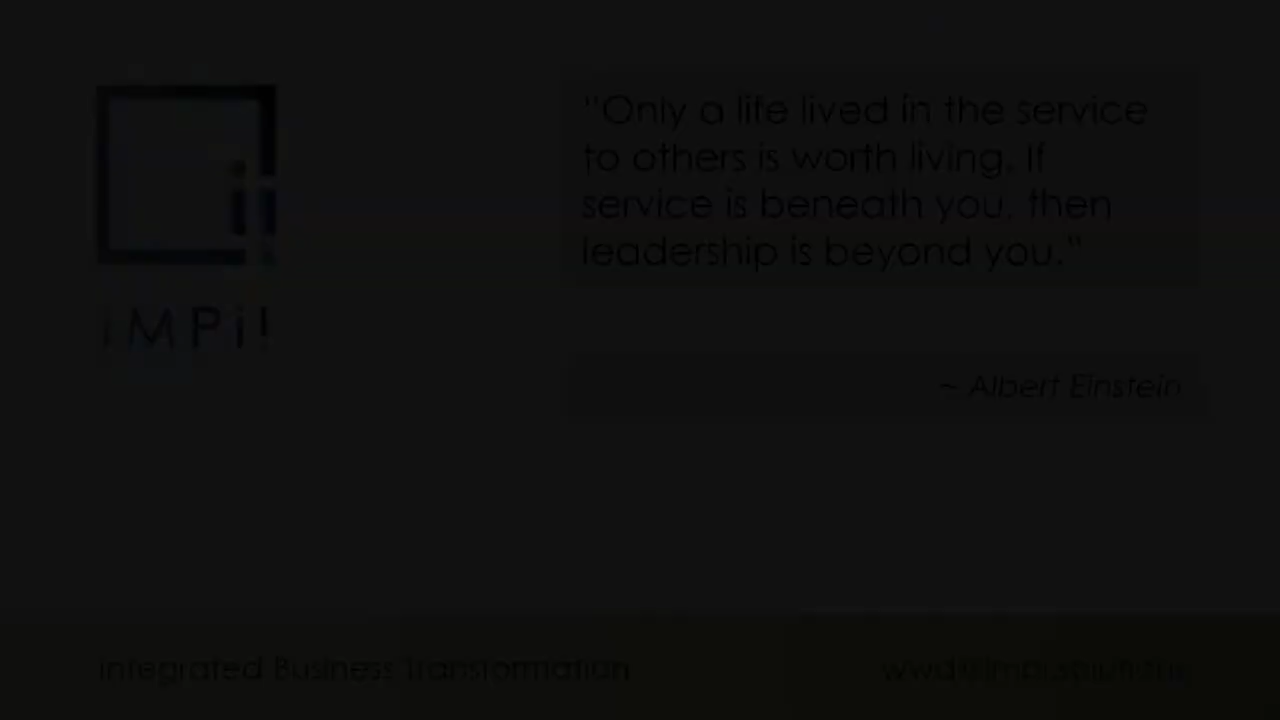 "Only a life lived in the service
to others is worth living. If
service is beneath you, then
leadership is beyond you."
iMPi!
~ Albert Einstein
Integrated Business Transformation